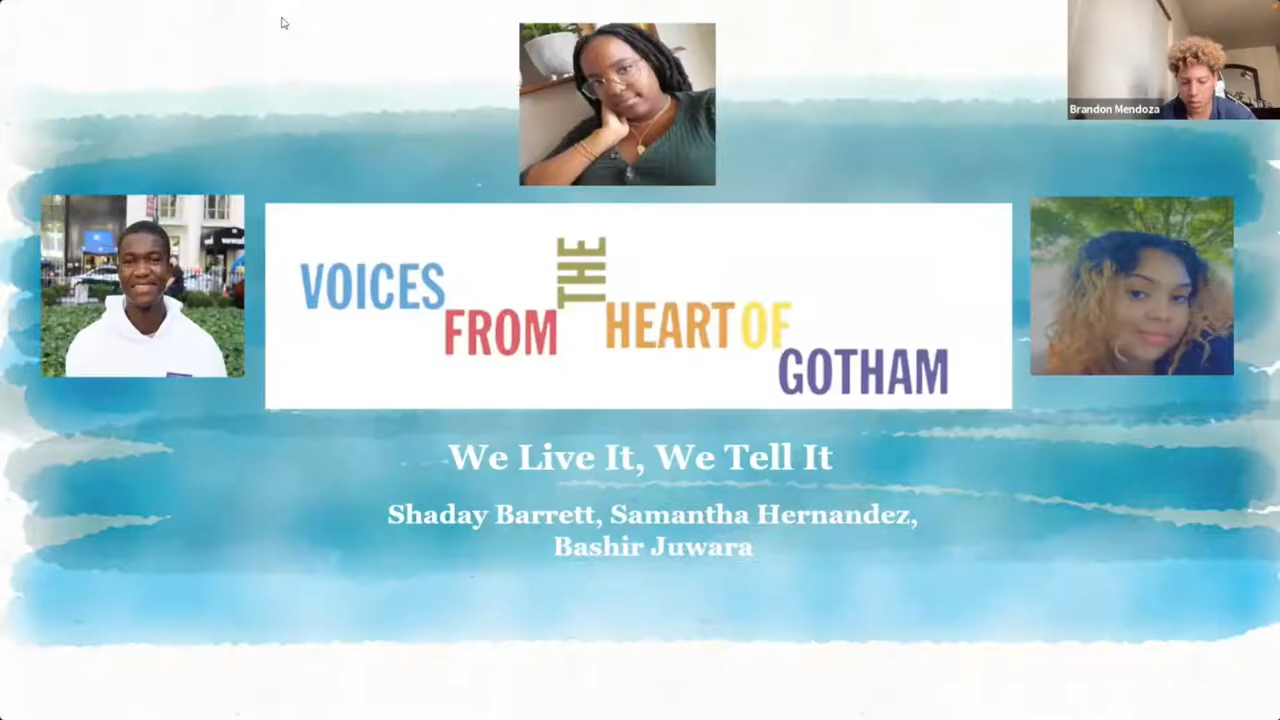 Brandon Mendoza
VOICES
FROM
THE
HEART OF
GOTHAM
We Live It, We Tell It
Shaday Barrett, Samantha Hernandez,
Bashir Juwara